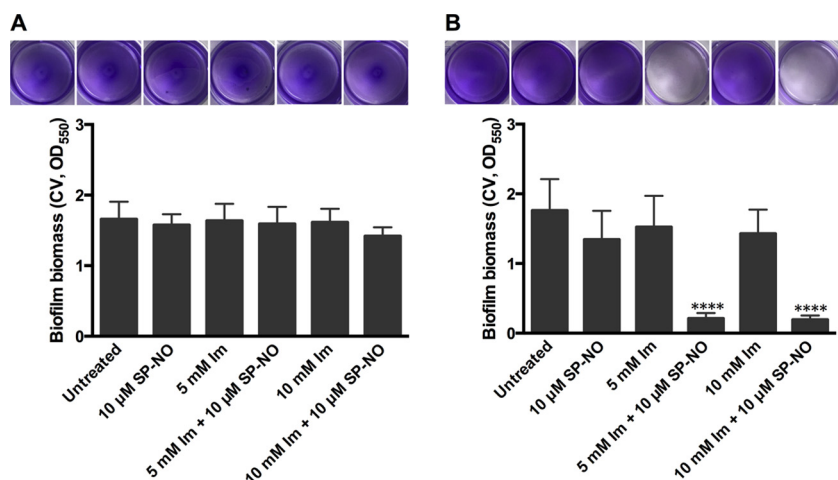 A
3
2
1
0
Biofilm biomass (CV, OD550)
Untreated
10 µM SP-NO
5 mM Im
5 mM Im + 10 µM SP-NO
10 mM Im
10 mM Im + 10 µM SP-NO
B
3
2
1
0
Biofilm biomass (CV, OD550)
****
****
Untreated
10 µM SP-NO
5 mM Im
5 mM Im + 10 µM SP-NO
10 mM Im
10 mM Im + 10 µM SP-NO